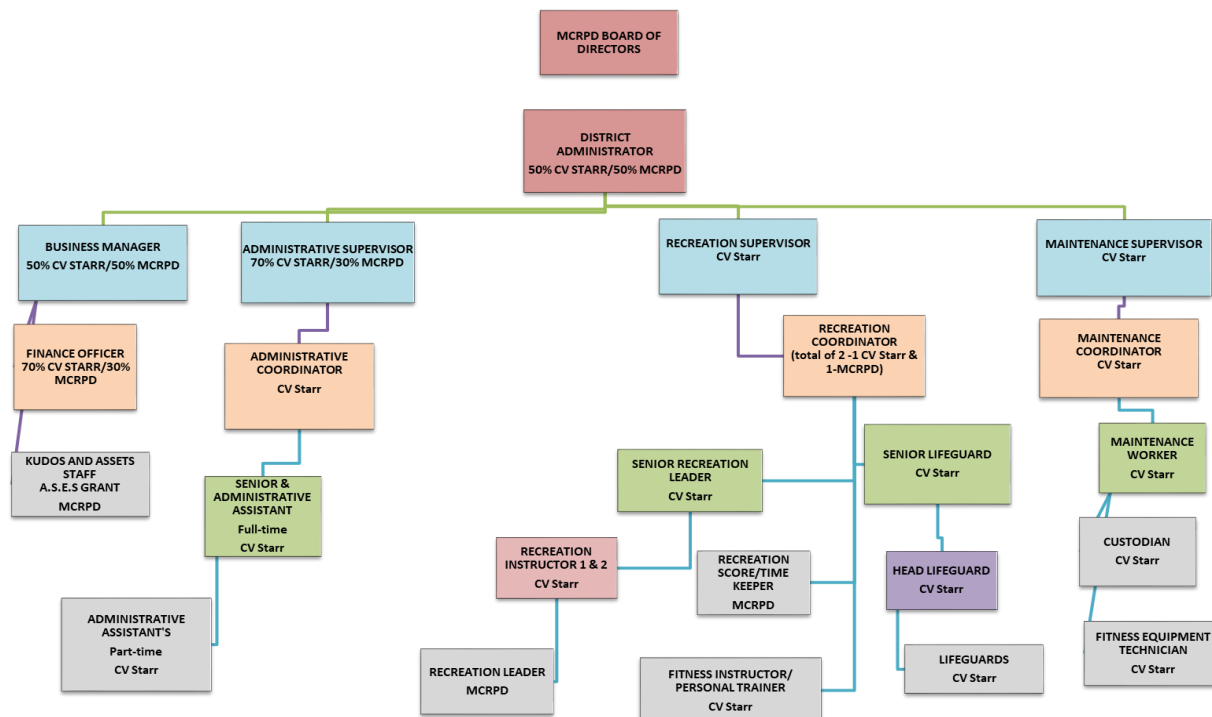 MCRPD BOARD OF
DIRECTORS
DISTRICT
ADMINISTRATOR
50% CV STARR/50% MCRPD
BUSINESS MANAGER
50% CV STARR/50% MCRPD
ADMINISTRATIVE SUPERVISOR
70% CV STARR/30% MCRPD
RECREATION SUPERVISOR
CV Starr
MAINTENANCE SUPERVISOR
CV Starr
FINANCE OFFICER
70% CV STARR/30%
MCRPD
ADMINISTRATIVE
COORDINATOR
CV Starr
RECREATION
COORDINATOR
(total of 2 -1 CV Starr &
1-MCRPD)
MAINTENANCE
COORDINATOR
CV Starr
KUDOS AND ASSETS
STAFF
A.S.E.S GRANT
MCRPD
SENIOR &
ADMINISTRATIVE
ASSISTANT
Full-time
CV Starr
SENIOR RECREATION
LEADER
CV Starr
SENIOR LIFEGUARD
CV Starr
MAINTENANCE
WORKER
CV Starr
RECREATION
INSTRUCTOR 1 & 2
CV Starr
RECREATION
SCORE/TIME
KEEPER
MCRPD
HEAD LIFEGUARD
CV Starr
CUSTODIAN
CV Starr
ADMINISTRATIVE
ASSISTANT'S
Part-time
CV Starr
RECREATION LEADER
MCRPD
FITNESS INSTRUCTOR/
PERSONAL TRAINER
CV Starr
LIFEGUARDS
CV Starr
FITNESS EQUIPMENT
TECHNICIAN
CV Starr